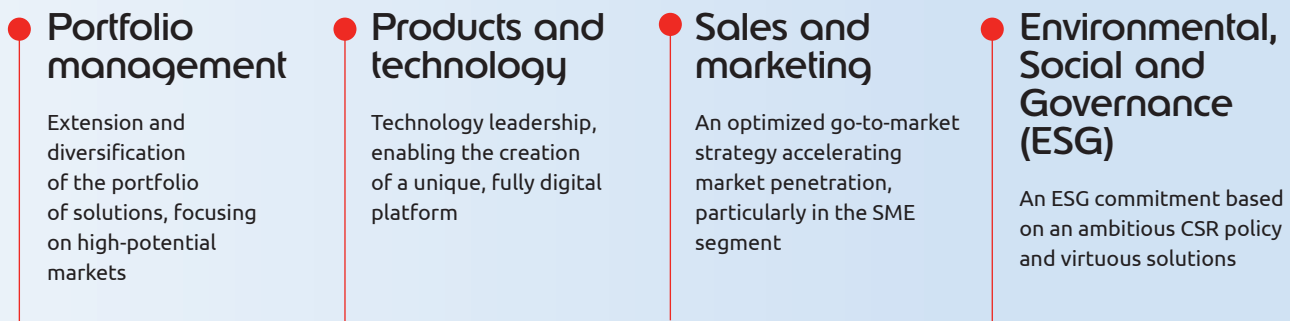 Portfolio
management
Extension and
diversification
of the portfolio
of solutions, focusing
on high-potential
markets
Products and
technology
Technology leadership,
enabling the creation
of a unique, fully digital
platform
Sales and
marketing
An optimized go-to-market
strategy accelerating
market penetration,
particularly in the SME
segment
Environmental,
Social and
Governance
(ESG)
An ESG commitment based
on an ambitious CSR policy
and virtuous solutions